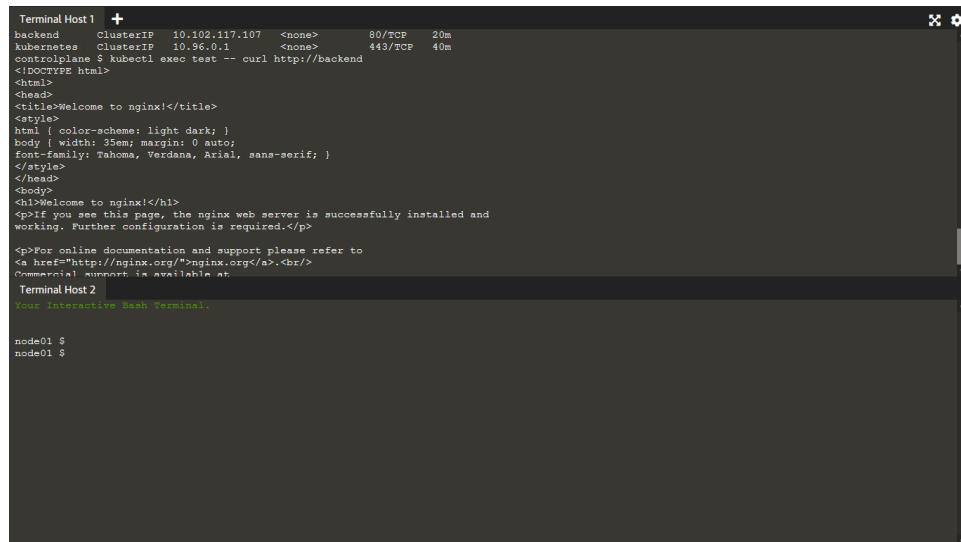 Terminal Host 1
backend ClusterIP 10.102.117.107 <none> 80/TCP 20m
kubernetes ClusterIP 10.96.0.1 <none> 443/TCP 40m
controlplane $ kubectl exec test -- curl http://backend
<!DOCTYPE html>
<html>
<head>
<title>Welcome to nginx!</title>
<style>
html { color-scheme: light dark; }
body { width: 35em; margin: 0 auto;
font-family: Tahoma, Verdana, Arial, sans-serif; }
</style>
</head>
<body>
<h1>Welcome to nginx!</h1>
<p>If you see this page, the nginx web server is successfully installed and
working. Further configuration is required.</p>
<p>For online documentation and support please refer to
<a href="http://nginx.org/">nginx.org</a>.<br/>
Commercial support is available at
Terminal Host 2
Your Interactive Bash Terminal.
node01 $
node01 $